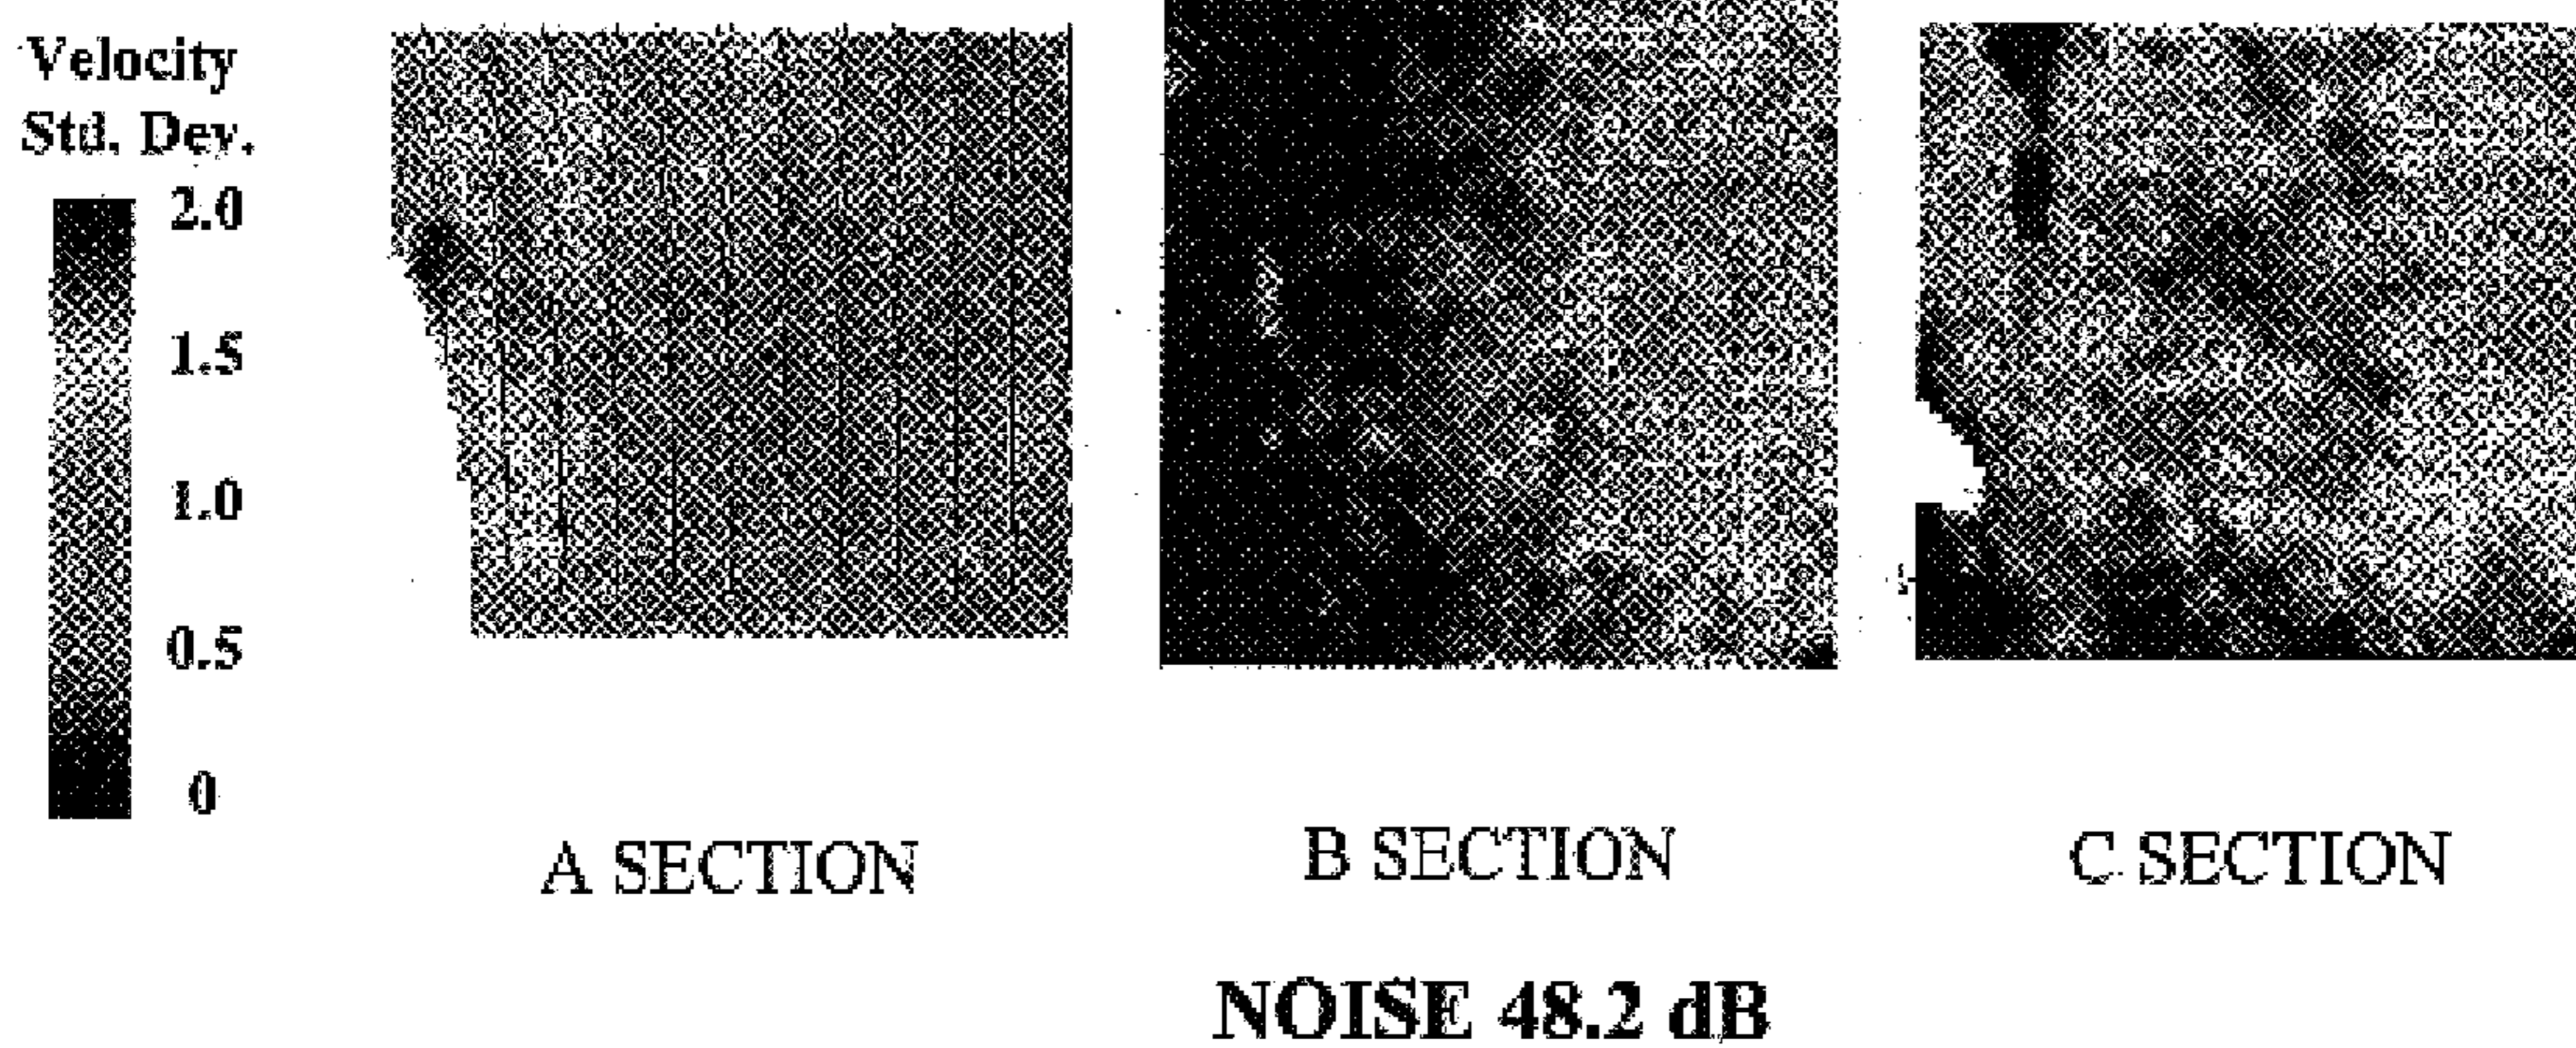 Velocity
Std. Dev.
2.0
1.5
1.0
0.5
0
A SECTION
B SECTION
C SECTION
NOISE 48.2 dB